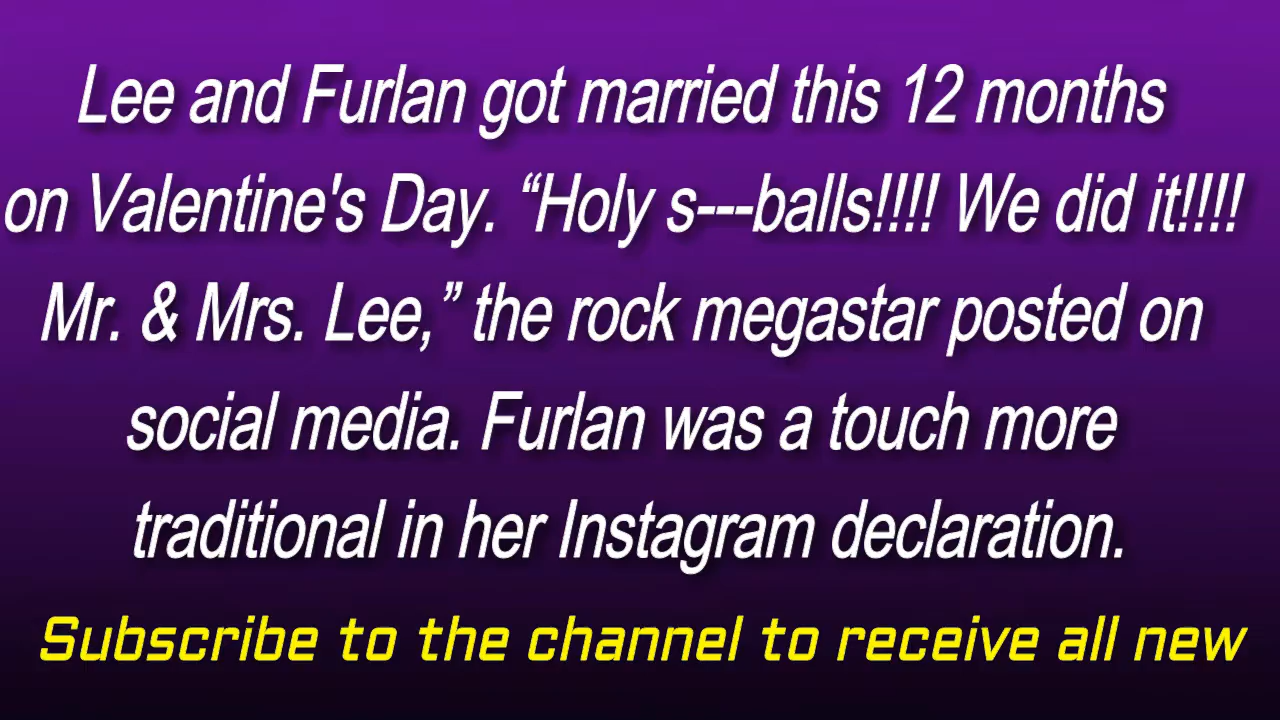 Lee and Furlan got married this 12 months
on Valentine's Day. “Holy s---balls!!!! We did it!!!!
Mr. & Mrs. Lee,” the rock megastar posted on
social media. Furlan was a touch more
traditional in her Instagram declaration.
Subscribe to the channel to receive all new